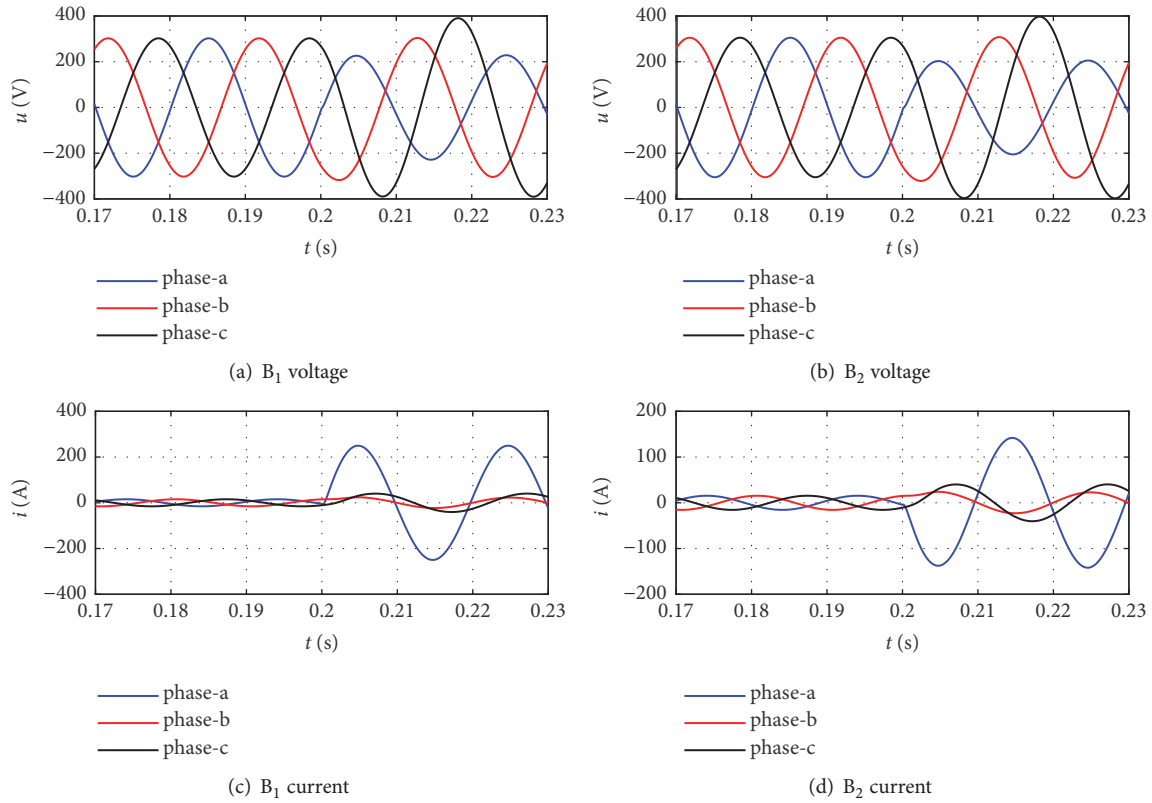 400
200
0
−200
−400
u (V)
0.17 0.18 0.19 0.2 0.21 0.22 0.23
t (s)
phase-a
phase-b
phase-c
(a) B₁ voltage
400
200
0
−200
−400
u (V)
0.17 0.18 0.19 0.2 0.21 0.22 0.23
t (s)
phase-a
phase-b
phase-c
(b) B₂ voltage
400
200
0
−200
−400
i (A)
0.17 0.18 0.19 0.2 0.21 0.22 0.23
t (s)
phase-a
phase-b
phase-c
(c) B₁ current
200
100
0
−100
200
i (A)
0.17 0.18 0.19 0.2 0.21 0.22 0.23
t (s)
phase-a
phase-b
phase-c
(d) B₂ current